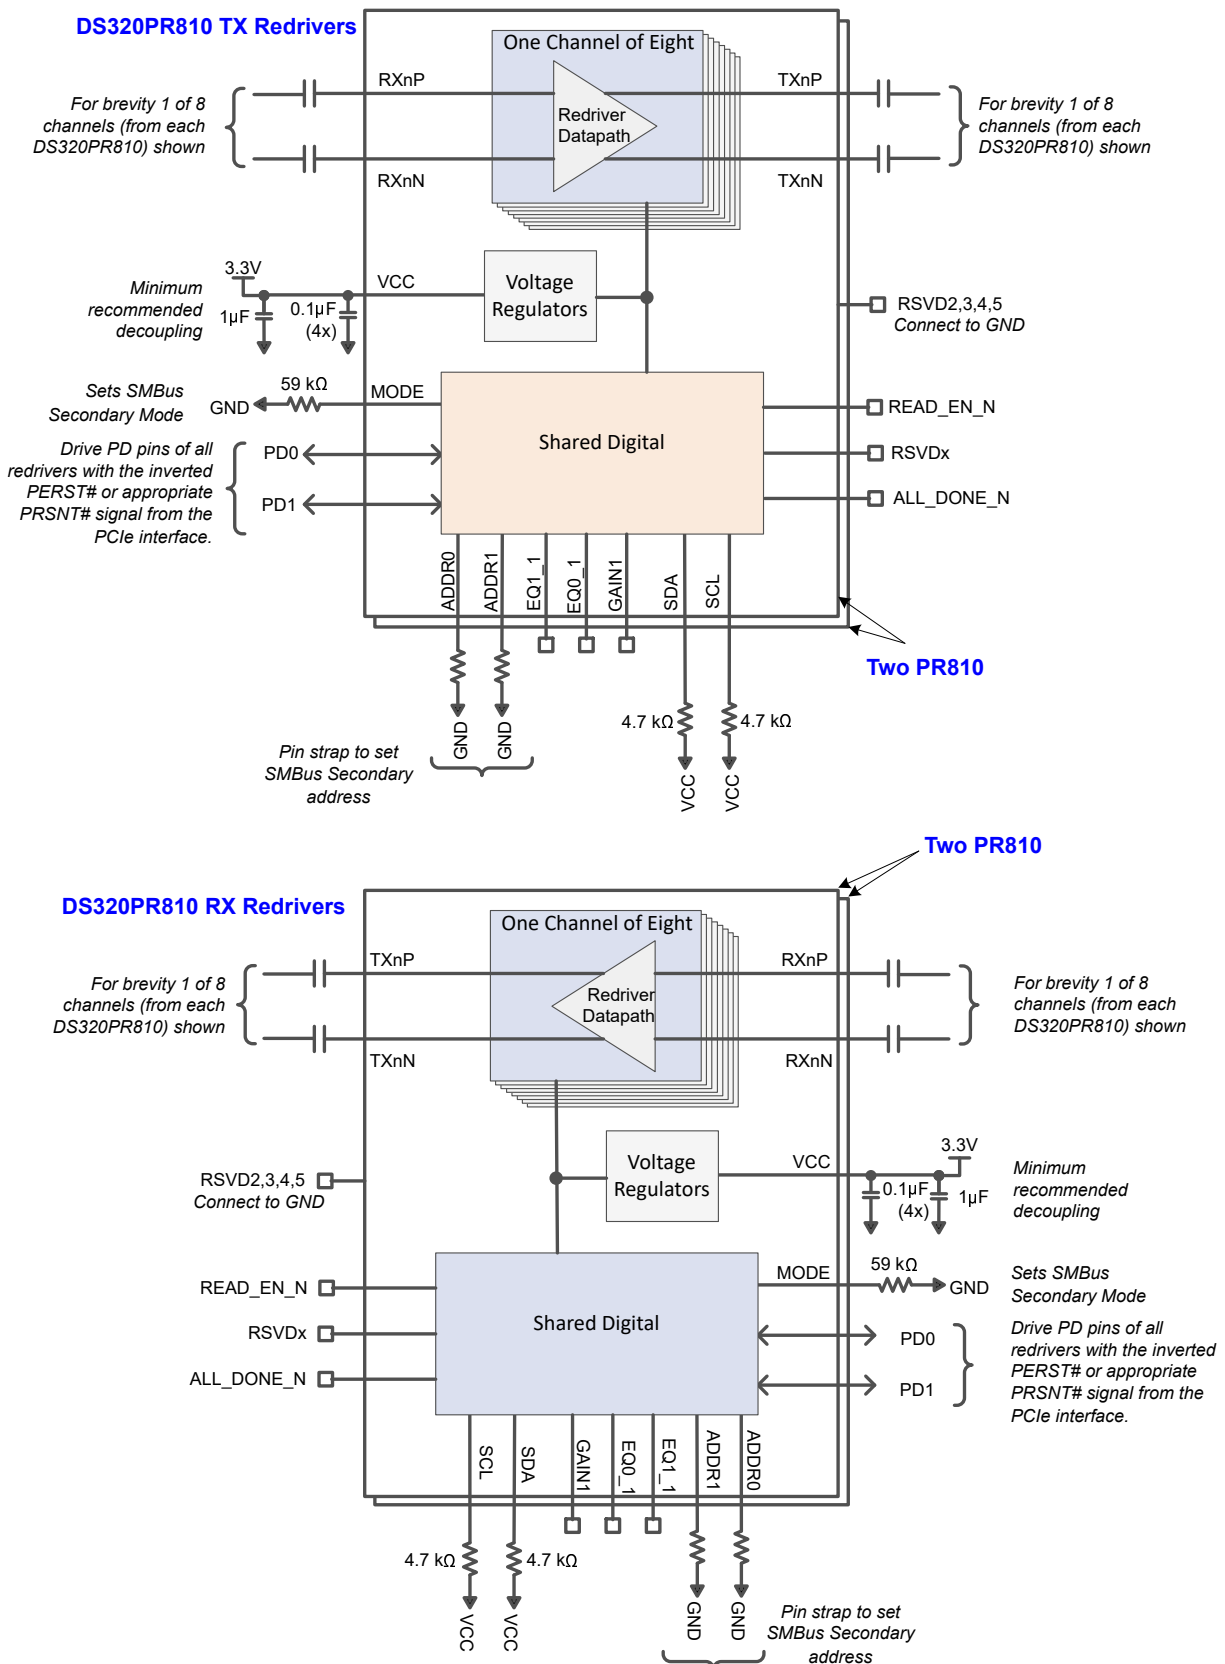 DS320PR810 TX Redrivers
One Channel of Eight
RXnP
TXnP
For brevity 1 of 8
channels (from each
DS320PR810) shown
Redriver
Datapath
For brevity 1 of 8
channels (from each
DS320PR810) shown
RXnN
TXnN
3.3V
VCC
Minimum
recommended
decoupling
1µF
0.1µF
(4x)
Voltage
Regulators
RSVD2,3,4,5
Connect to GND
Sets SMBus
Secondary Mode
GND
59 kΩ
MODE
READ_EN_N
Shared Digital
RSVDx
ALL_DONE_N
Drive PD pins of all
redrivers with the inverted
PERST# or appropriate
PRSNT# signal from the
PCIe interface.
PD0
PD1
ADDR0
ADDR1
EQ1_1
EQ0_1
GAIN1
SDA
SCL
Two PR810
4.7 kΩ
4.7 kΩ
GND
GND
VCC
VCC
Pin strap to set
SMBus Secondary
address
Two PR810
DS320PR810 RX Redrivers
One Channel of Eight
TXnP
RXnP
For brevity 1 of 8
channels (from each
DS320PR810) shown
Redriver
Datapath
For brevity 1 of 8
channels (from each
DS320PR810) shown
TXnN
RXnN
3.3V
VCC
Voltage
Regulators
0.1µF
(4x)
1µF
Minimum
recommended
decoupling
RSVD2,3,4,5
Connect to GND
MODE
59 kΩ
GND
Sets SMBus
Secondary Mode
READ_EN_N
RSVDx
ALL_DONE_N
Shared Digital
PD0
PD1
Drive PD pins of all
redrivers with the inverted
PERST# or appropriate
PRSNT# signal from the
PCIe interface.
SCL
SDA
GAIN1
EQ0_1
EQ1_1
ADDR1
ADDR0
4.7 kΩ
4.7 kΩ
VCC
VCC
GND
GND
Pin strap to set
SMBus Secondary
address